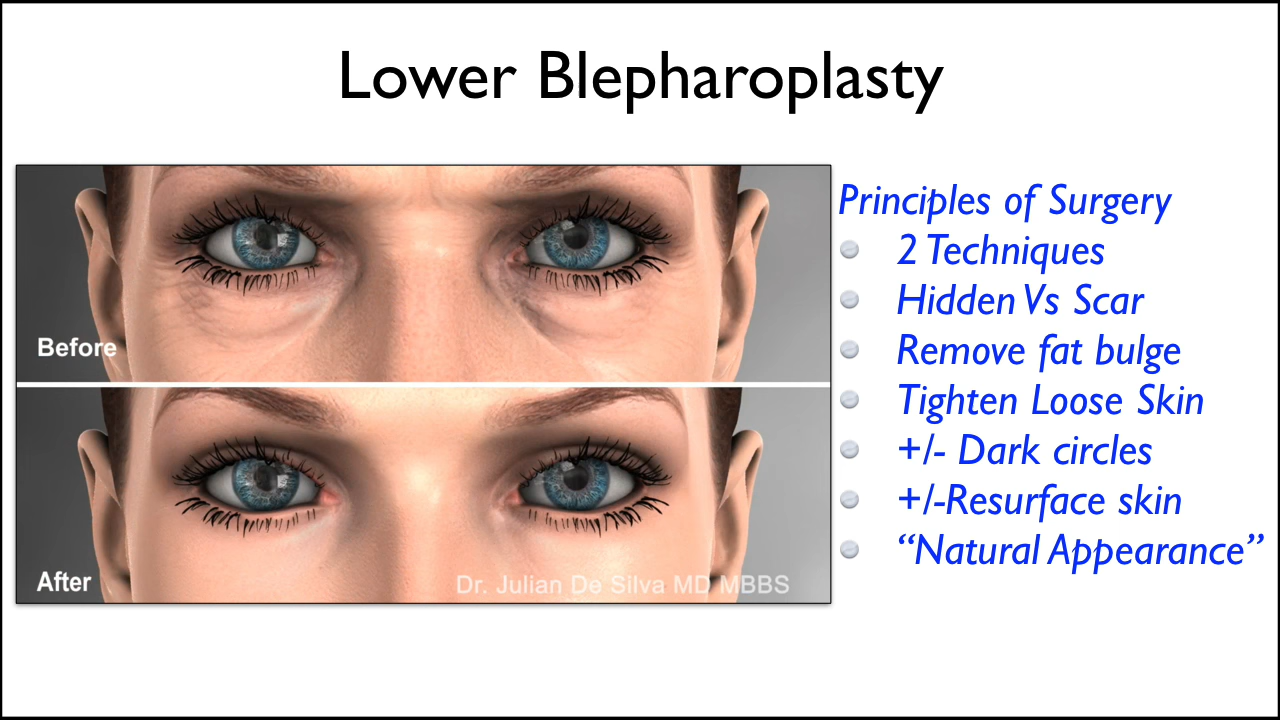 Lower Blepharoplasty
Before
After
Dr. Julian De Silva MD MBBS
Principles of Surgery
2 Techniques
Hidden Vs Scar
Remove fat bulge
Tighten Loose Skin
+/- Dark circles
+/-Resurface skin
“Natural Appearance”